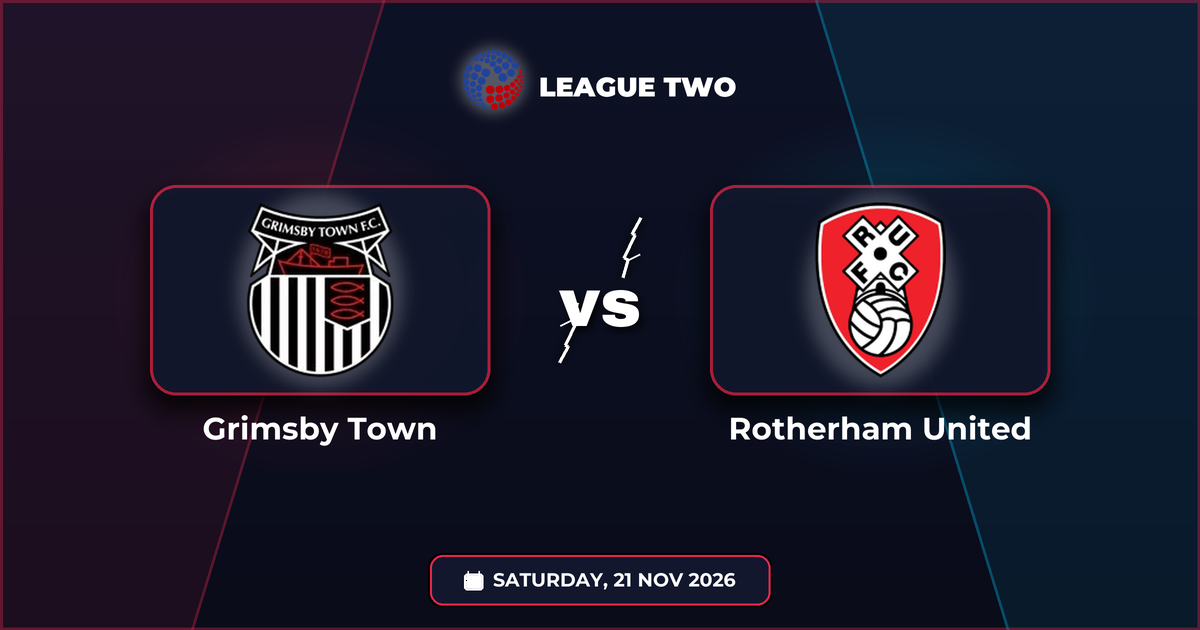 LEAGUE TWO
GRIMSBY TOWN F.C.
R U
F C
VS
Grimsby Town
Rotherham United
SATURDAY, 21 NOV 2026